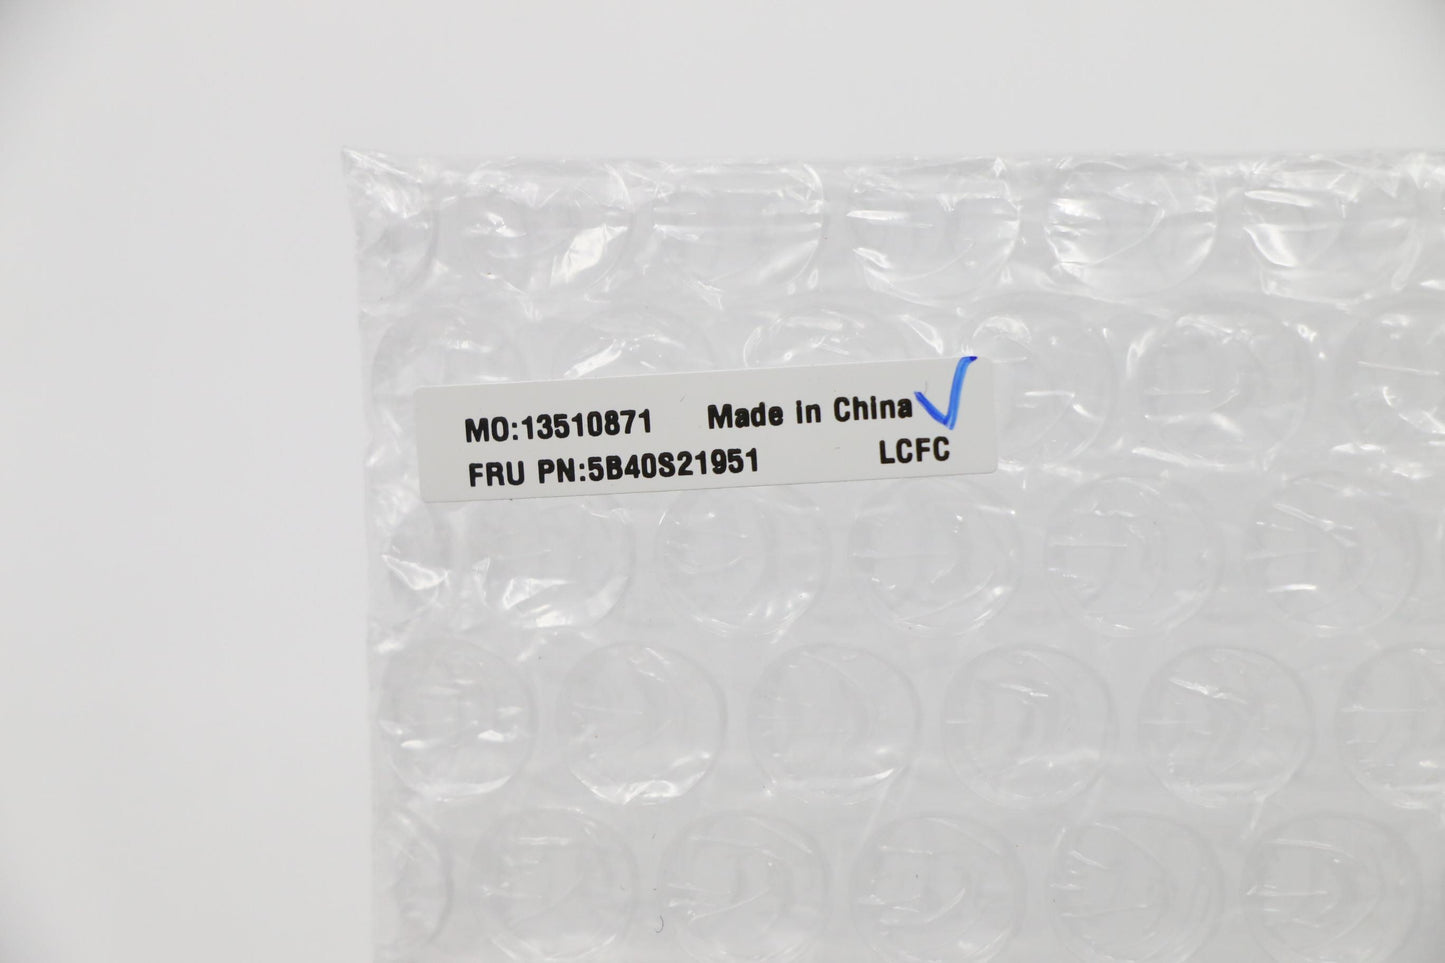 MO:13510871 Made in China
FRU PN:5B40S21951 LCFC